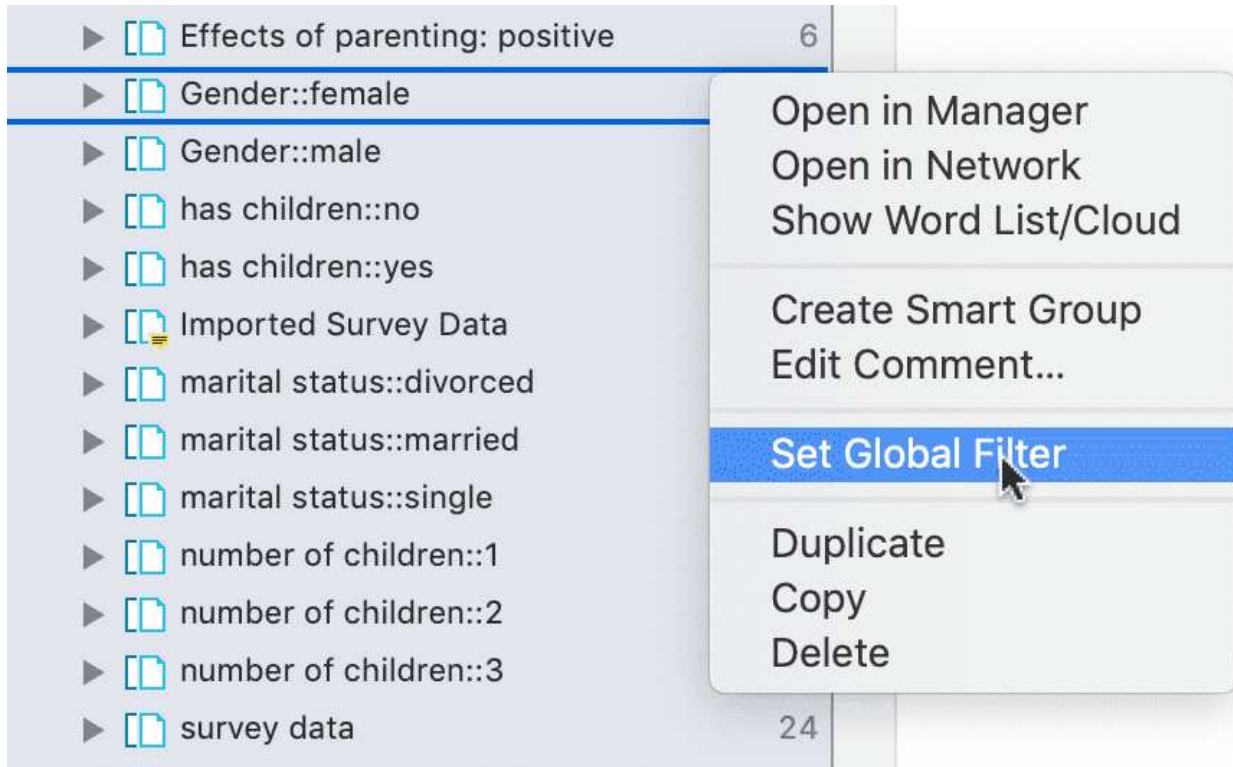 Effects of parenting: positive 6
Gender::female
Gender::male
has children::no
has children::yes
Imported Survey Data
marital status::divorced
marital status::married
marital status::single
number of children::1
number of children::2
number of children::3
survey data 24
Open in Manager
Open in Network
Show Word List/Cloud
Create Smart Group
Edit Comment...
Set Global Filter
Duplicate
Copy
Delete